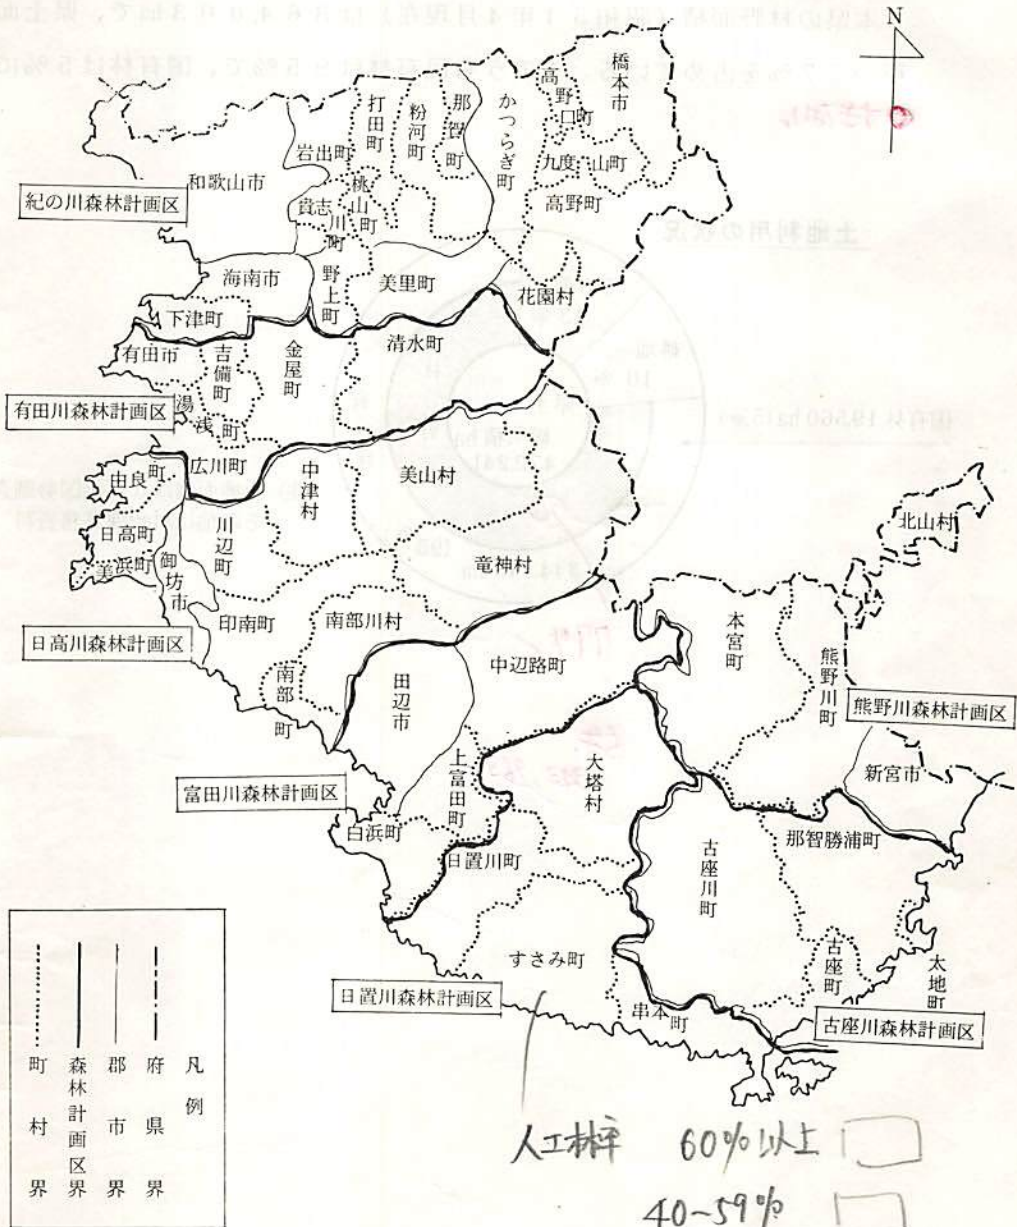 N
橋本市
高野口町
かつらぎ町
那賀町
粉河町
打田町
岩出町
和歌山市
桃山町
貴志川町
九度山町
高野町
紀の川森林計画区
海南市
野上町
美里町
花園村
下津町
有田市
吉備町
金屋町
清水町
有田川森林計画区
湯浅町
広川町
由良町
中津村
美山村
北山村
日高町
川辺町
美浜町
御坊市
竜神村
印南町
南部川村
日高川森林計画区
本宮町
中辺路町
熊野川町
南部町
田辺市
熊野川森林計画区
新宮市
大塔村
上富田町
富田川森林計画区
白浜町
那智勝浦町
日置川町
古座川町
すさみ町
古座町
太地町
日置川森林計画区
串本町
古座川森林計画区
凡例
府県界
郡市界
森林計画区界
町村界
人工林率 60%以上
40~59%